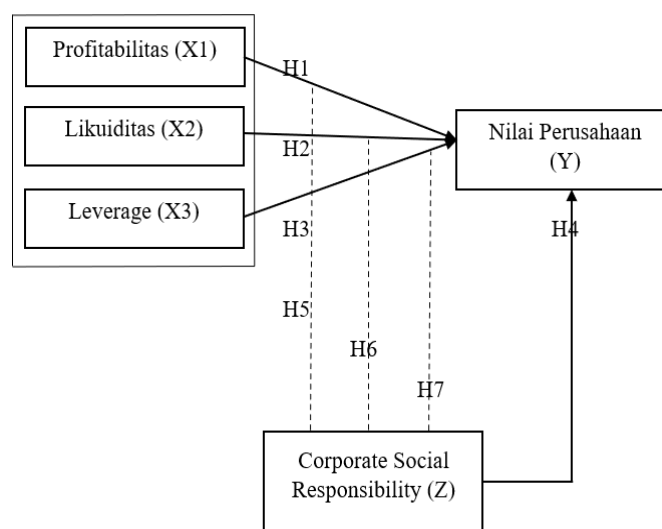 Profitabilitas (X1)
H1
Likuiditas (X2)
H2
Nilai Perusahaan
(Y)
Leverage (X3)
H3
H4
H5
H6
H7
Corporate Social
Responsibility (Z)